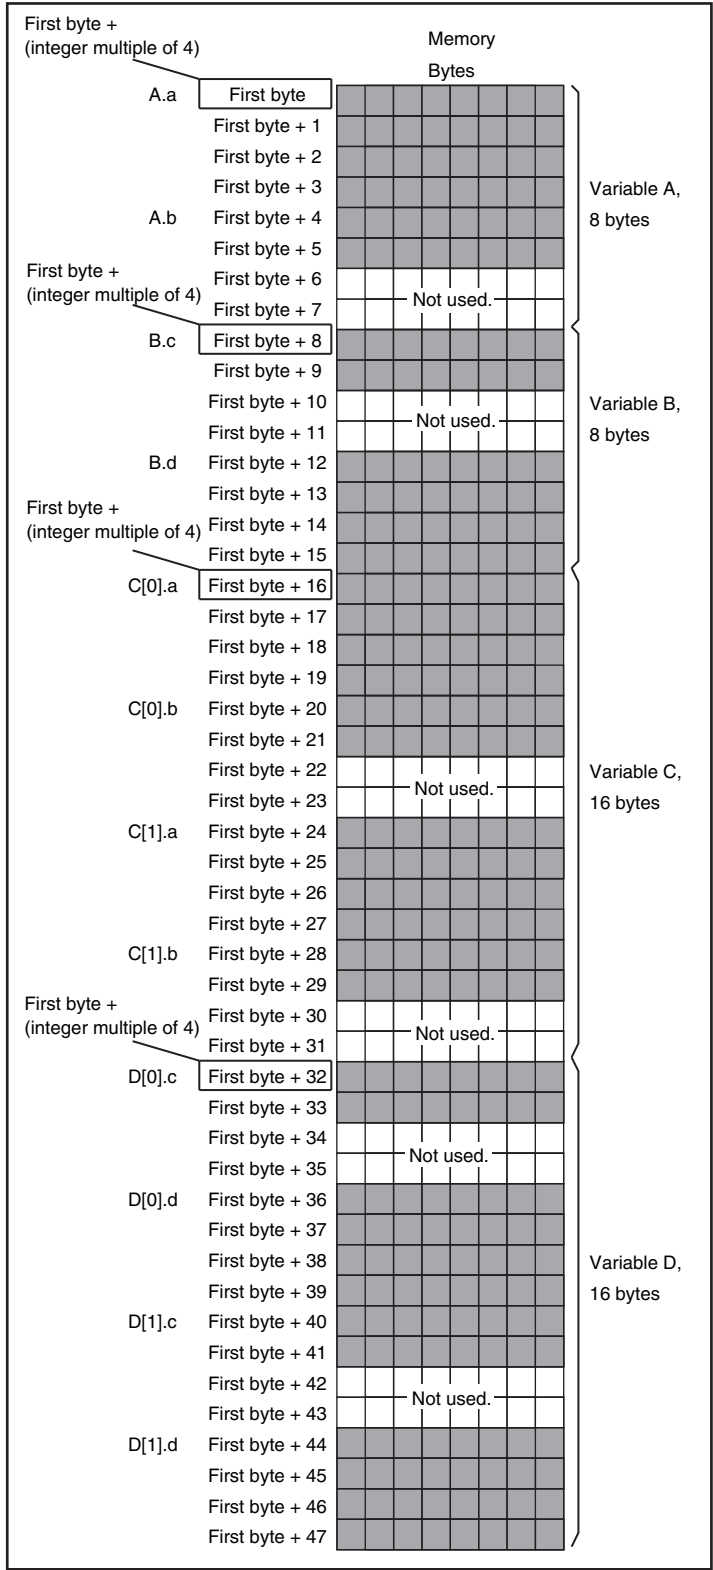 First byte +
(integer multiple of 4)
Memory
Bytes
A.a First byte
First byte + 1
First byte + 2
First byte + 3
Variable A,
8 bytes
A.b First byte + 4
First byte + 5
First byte +
(integer multiple of 4)
First byte + 6
First byte + 7
Not used.
B.c First byte + 8
First byte + 9
First byte + 10
First byte + 11
Not used.
Variable B,
8 bytes
B.d First byte + 12
First byte + 13
First byte +
(integer multiple of 4)
First byte + 14
First byte + 15
C[0].a First byte + 16
First byte + 17
First byte + 18
First byte + 19
C[0].b First byte + 20
First byte + 21
First byte + 22
First byte + 23
Not used.
Variable C,
16 bytes
C[1].a First byte + 24
First byte + 25
First byte + 26
First byte + 27
C[1].b First byte + 28
First byte + 29
First byte +
(integer multiple of 4)
First byte + 30
First byte + 31
Not used.
D[0].c First byte + 32
First byte + 33
First byte + 34
First byte + 35
Not used.
D[0].d First byte + 36
First byte + 37
First byte + 38
First byte + 39
Variable D,
16 bytes
D[1].c First byte + 40
First byte + 41
First byte + 42
First byte + 43
Not used.
D[1].d First byte + 44
First byte + 45
First byte + 46
First byte + 47